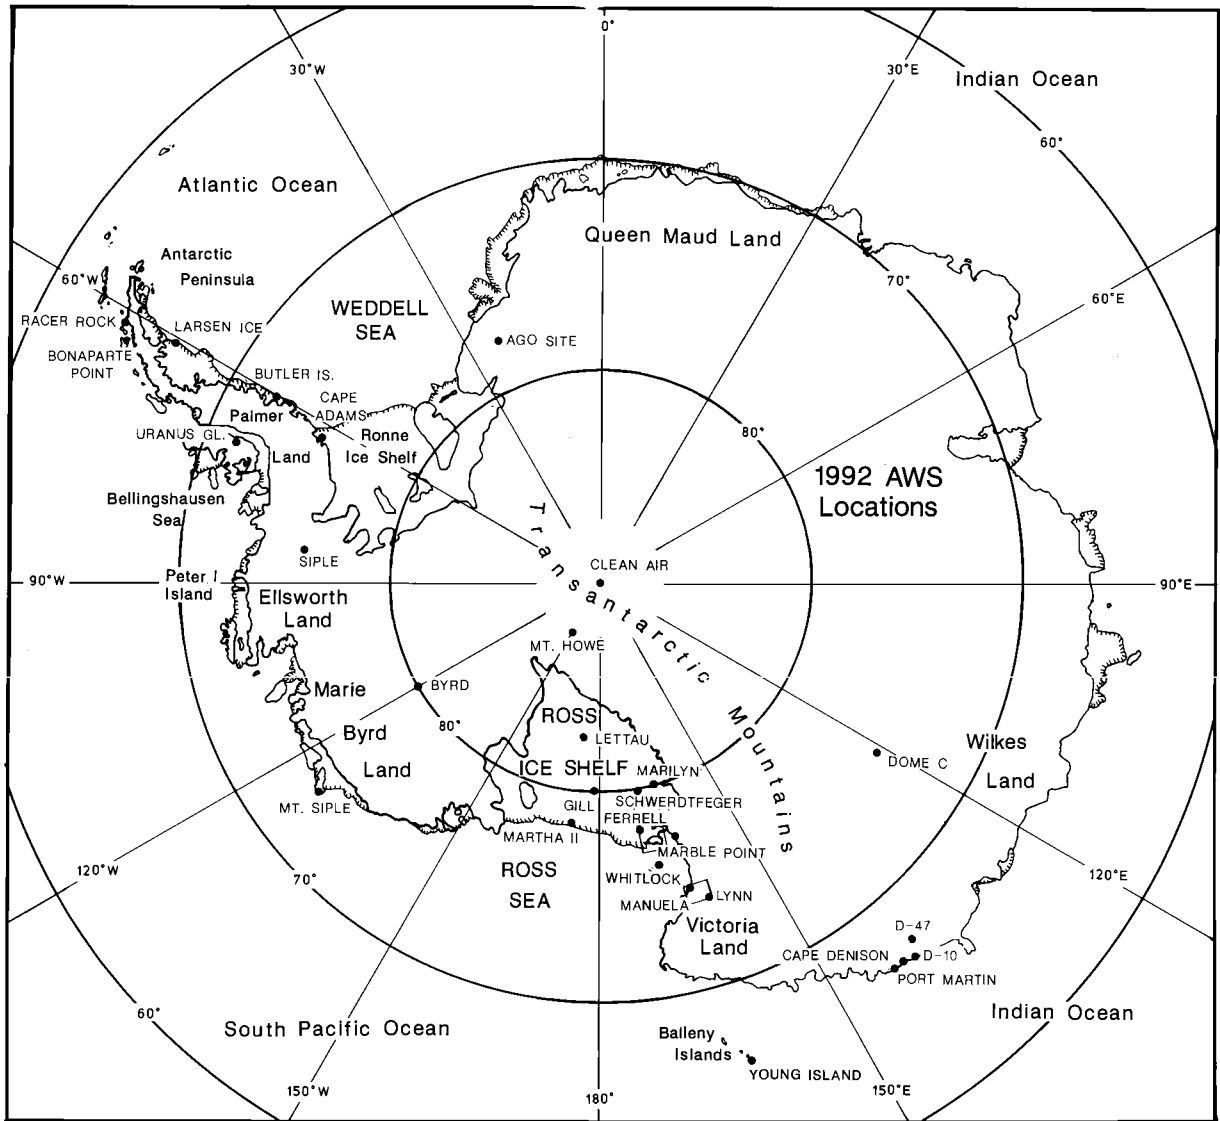 0°
30°W
30°E
Indian Ocean
60°
Atlantic Ocean
Queen Maud Land
Antarctic
Peninsula
60°W
70°
60°E
WEDDELL
SEA
RACER ROCK
LARSEN ICE
AGO SITE
BONAPARTE
POINT
BUTLER IS.
CAPE
ADAMS
Palmer
Land
URANUS GL.
Ronne
Ice Shelf
80°
1992 AWS
Locations
Bellingshausen
Sea
Transantarctic
Mountains
SIPLE
CLEAN AIR
90°W
Peter I
Island
90°E
Ellsworth
Land
MT. HOWE
Marie
Byrd
Land
BYRD
80°
ROSS
ICE SHELF
LETTAU
MARILYN
DOME C
Wilkes
Land
MT. SIPLE
GILL
SCHWERDTFEGER
FERRELL
MARTHA II
MARBLE POINT
ROSS
SEA
WHITLOCK
MANUELA
LYNN
120°W
70°
120°E
Victoria
Land
D-47
CAPE DENISON
D-10
PORT MARTIN
60°
South Pacific Ocean
Indian Ocean
Balleny
Islands
YOUNG ISLAND
150°W
180°
150°E